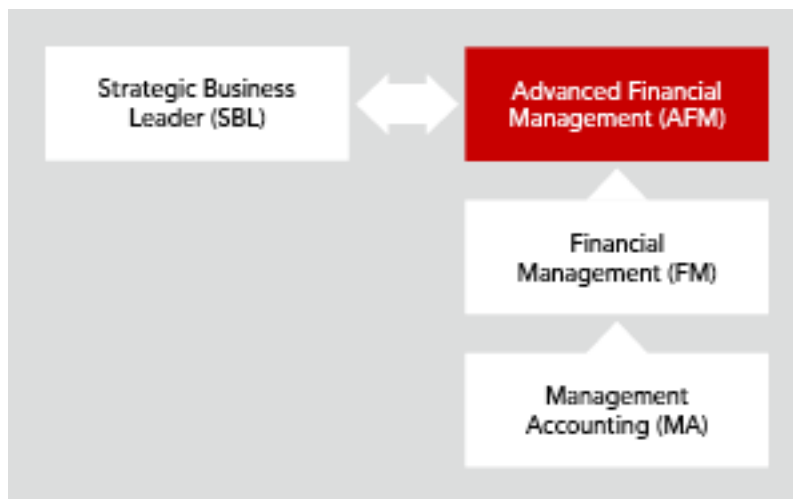 Strategic Business
Leader (SBL)
Advanced Financial
Management (AFM)
Financial
Management (FM)
Management
Accounting (MA)